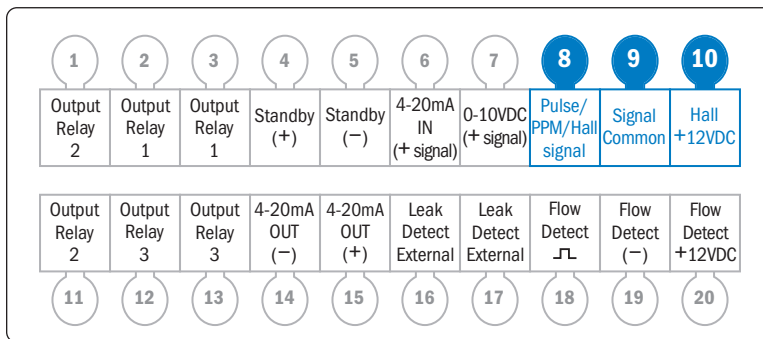 1 2 3 4 5 6 7 8 9 10
Output Relay 2
Output Relay 1
Output Relay 1
Standby (+)
Standby (−)
4-20mA IN (+ signal)
0-10VDC (+ signal)
Pulse/ PPM/Hall signal
Signal Common
Hall +12VDC
Output Relay 2
Output Relay 3
Output Relay 3
4-20mA OUT (−)
4-20mA OUT (+)
Leak Detect External
Leak Detect External
Flow Detect
Flow Detect (−)
Flow Detect +12VDC
11 12 13 14 15 16 17 18 19 20